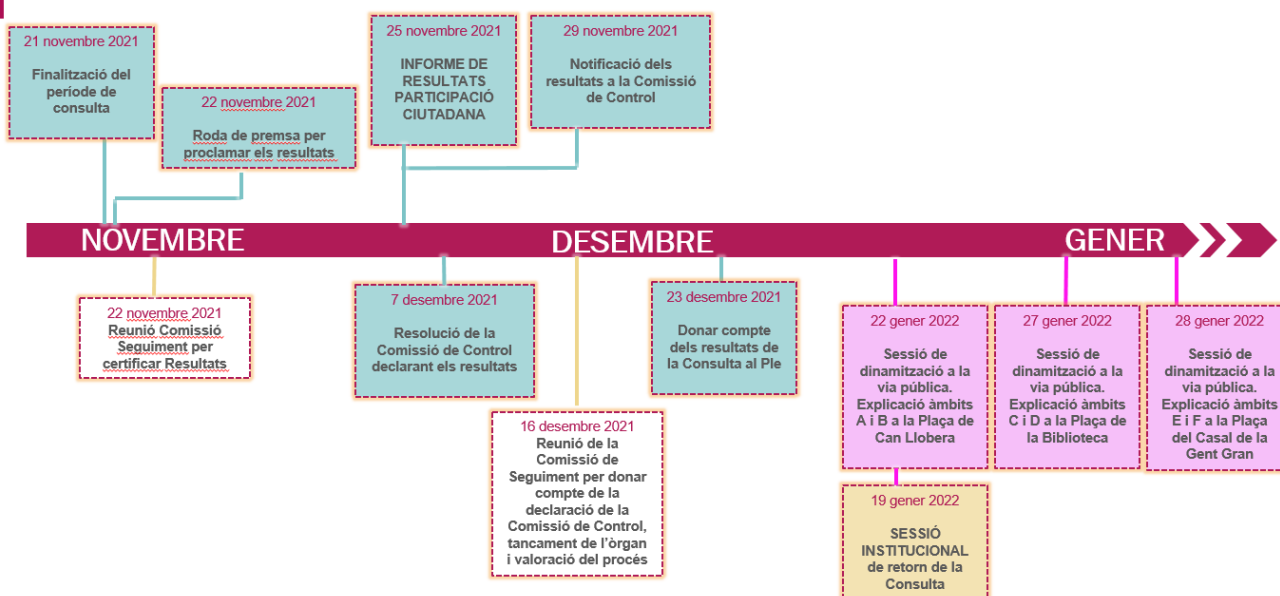 21 novembre 2021
Finalització del
període de
consulta
22 novembre 2021
Roda de premsa per
proclamar els resultats
25 novembre 2021
INFORME DE
RESULTATS
PARTICIPACIÓ
CIUTADANA
29 novembre 2021
Notificació dels
resultats a la Comissió
de Control
NOVEMBRE
DESEMBRE
GENER
22 novembre 2021
Reunió Comissió
Seguiment per
certificar Resultats
7 desembre 2021
Resolució de la
Comissió de Control
declarant els resultats
16 desembre 2021
Reunió de la
Comissió de
Seguiment per donar
compte de la
declaració de la
Comissió de Control,
tancament de l'òrgan
i valoració del procés
23 desembre 2021
Donar compte
dels resultats de
la Consulta al Ple
22 gener 2022
Sessió de
dinamització a la
via pública.
Explicació àmbits
A i B a la Plaça de
Can Llobera
27 gener 2022
Sessió de
dinamització a la
via pública.
Explicació àmbits
C i D a la Plaça de
la Biblioteca
28 gener 2022
Sessió de
dinamització a la
via pública.
Explicació àmbits
E i F a la Plaça
del Casal de la
Gent Gran
19 gener 2022
SESSIÓ
INSTITUCIONAL
de retorn de la
Consulta